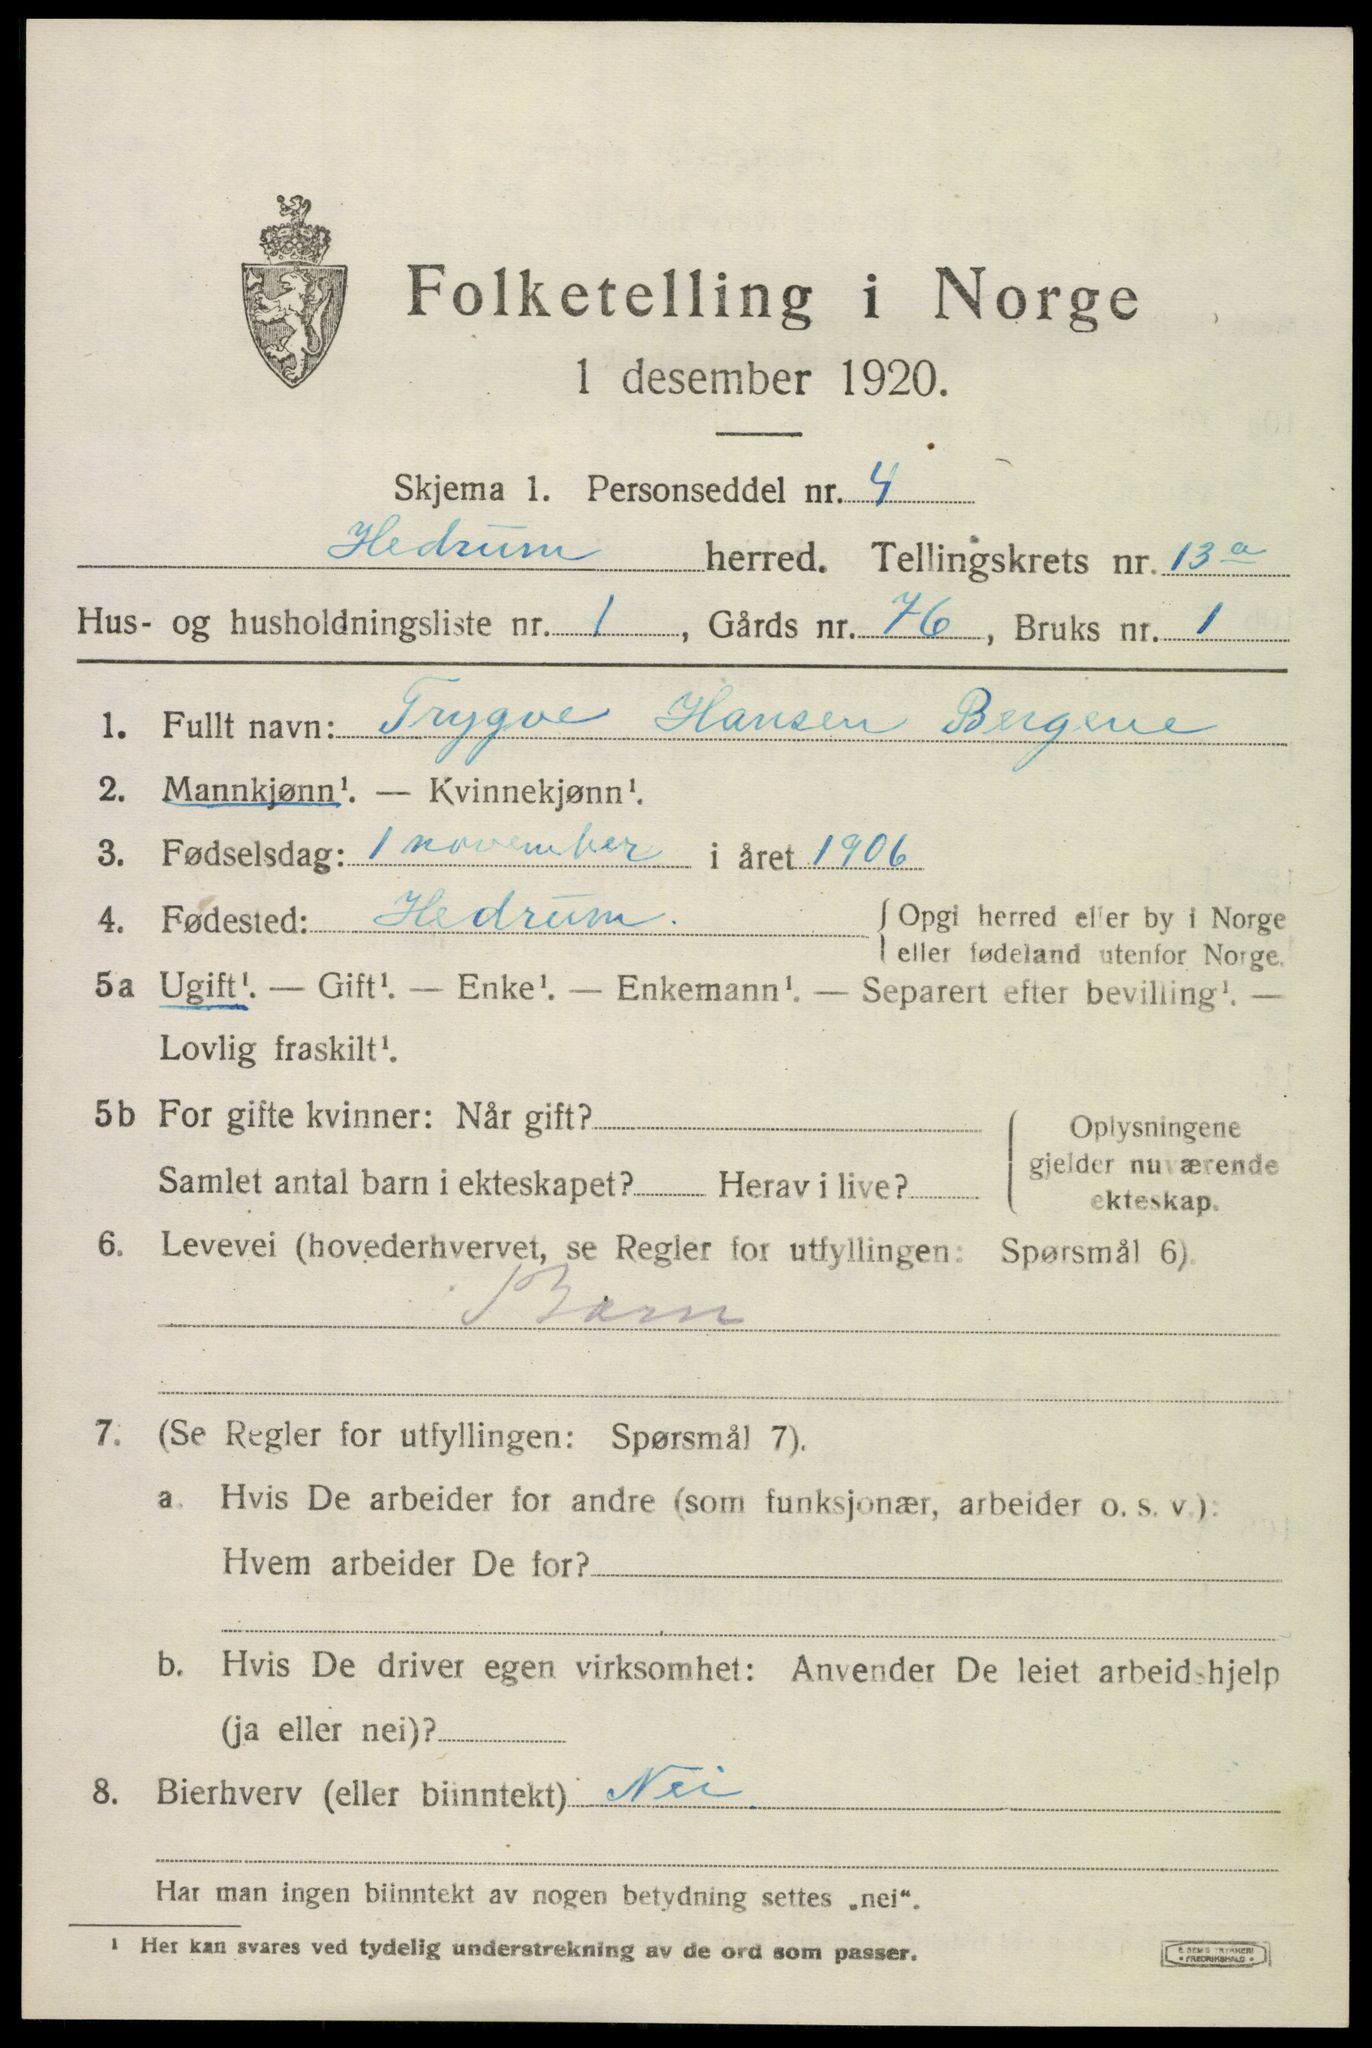 Folketelling i Norge
1 desember 1920.
Skjema 1. Personseddel nr. 4
Hedrum herred. Tellingskrets nr. 13 a
Hus- og husholdningsliste nr. 1, Gårds nr. 76, Bruks nr. 1
1. Fullt navn: Trygve Hansen Bergene
2. Mannkjønn¹. — Kvinnekjønn¹.
3. Fødselsdag: 1 november i året 1906
4. Fødested: Hedrum. { Opgi herred eller by i Norge
eller fødeland utenfor Norge.
5a Ugift¹. — Gift¹. — Enke¹. — Enkemann¹. — Separert efter bevilling¹. —
Lovlig fraskilt¹.
5b For gifte kvinner: Når gift?
Samlet antal barn i ekteskapet? Herav i live?
Oplysningene
gjelder nuværende
ekteskap.
6. Levevei (hovederhvervet, se Regler for utfyllingen: Spørsmål 6).
Barn
7. (Se Regler for utfyllingen: Spørsmål 7).
a. Hvis De arbeider for andre (som funksjonær, arbeider o. s. v.):
Hvem arbeider De for?
b. Hvis De driver egen virksomhet: Anvender De leiet arbeidshjelp
(ja eller nei)?
8. Bierhverv (eller biinntekt) Nei.
Har man ingen biinntekt av nogen betydning settes „nei“.
¹ Her kan svares ved tydelig understrekning av de ord som passer.
E. SEMS TRYKKERI
• FREDRIKSHALD •